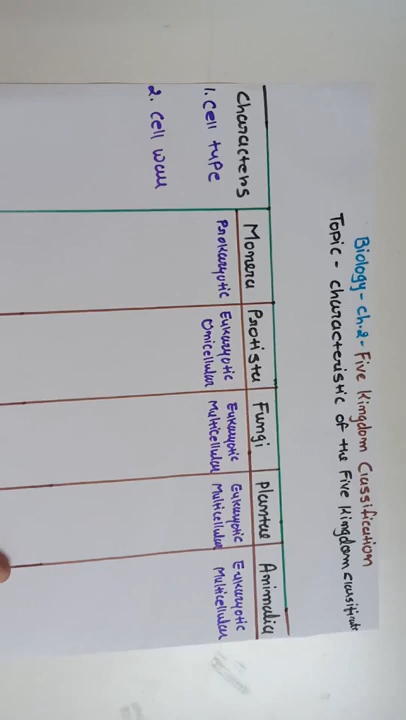 Biology - Ch.2 - Five Kingdom Classification
Topic - characteristic of the Five Kingdom classificat
Characters Monera Protista Fungi Plantae Animalia
1. cell type Prokaryotic Eukaryotic Eukaryotic Eukaryotic Eukaryotic
Unicellular Multicellular Multicellular Multicellular
2. cell wall